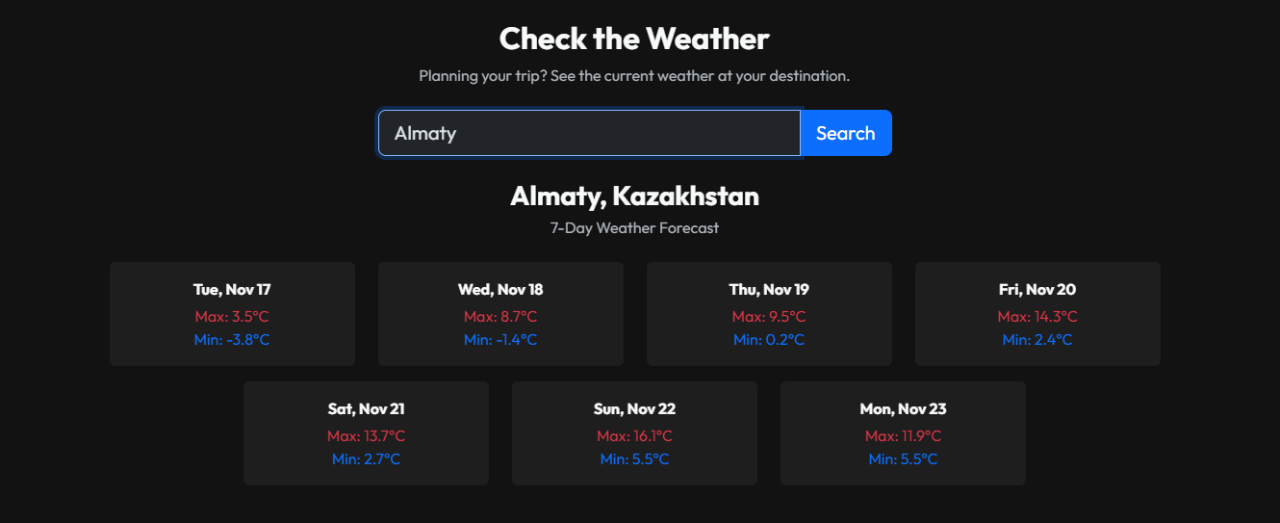 Check the Weather
Planning your trip? See the current weather at your destination.
Almaty
Search
Almaty, Kazakhstan
7-Day Weather Forecast
Tue, Nov 17
Max: 3.5°C
Min: -3.8°C
Wed, Nov 18
Max: 8.7°C
Min: -1.4°C
Thu, Nov 19
Max: 9.5°C
Min: 0.2°C
Fri, Nov 20
Max: 14.3°C
Min: 2.4°C
Sat, Nov 21
Max: 13.7°C
Min: 2.7°C
Sun, Nov 22
Max: 16.1°C
Min: 5.5°C
Mon, Nov 23
Max: 11.9°C
Min: 5.5°C